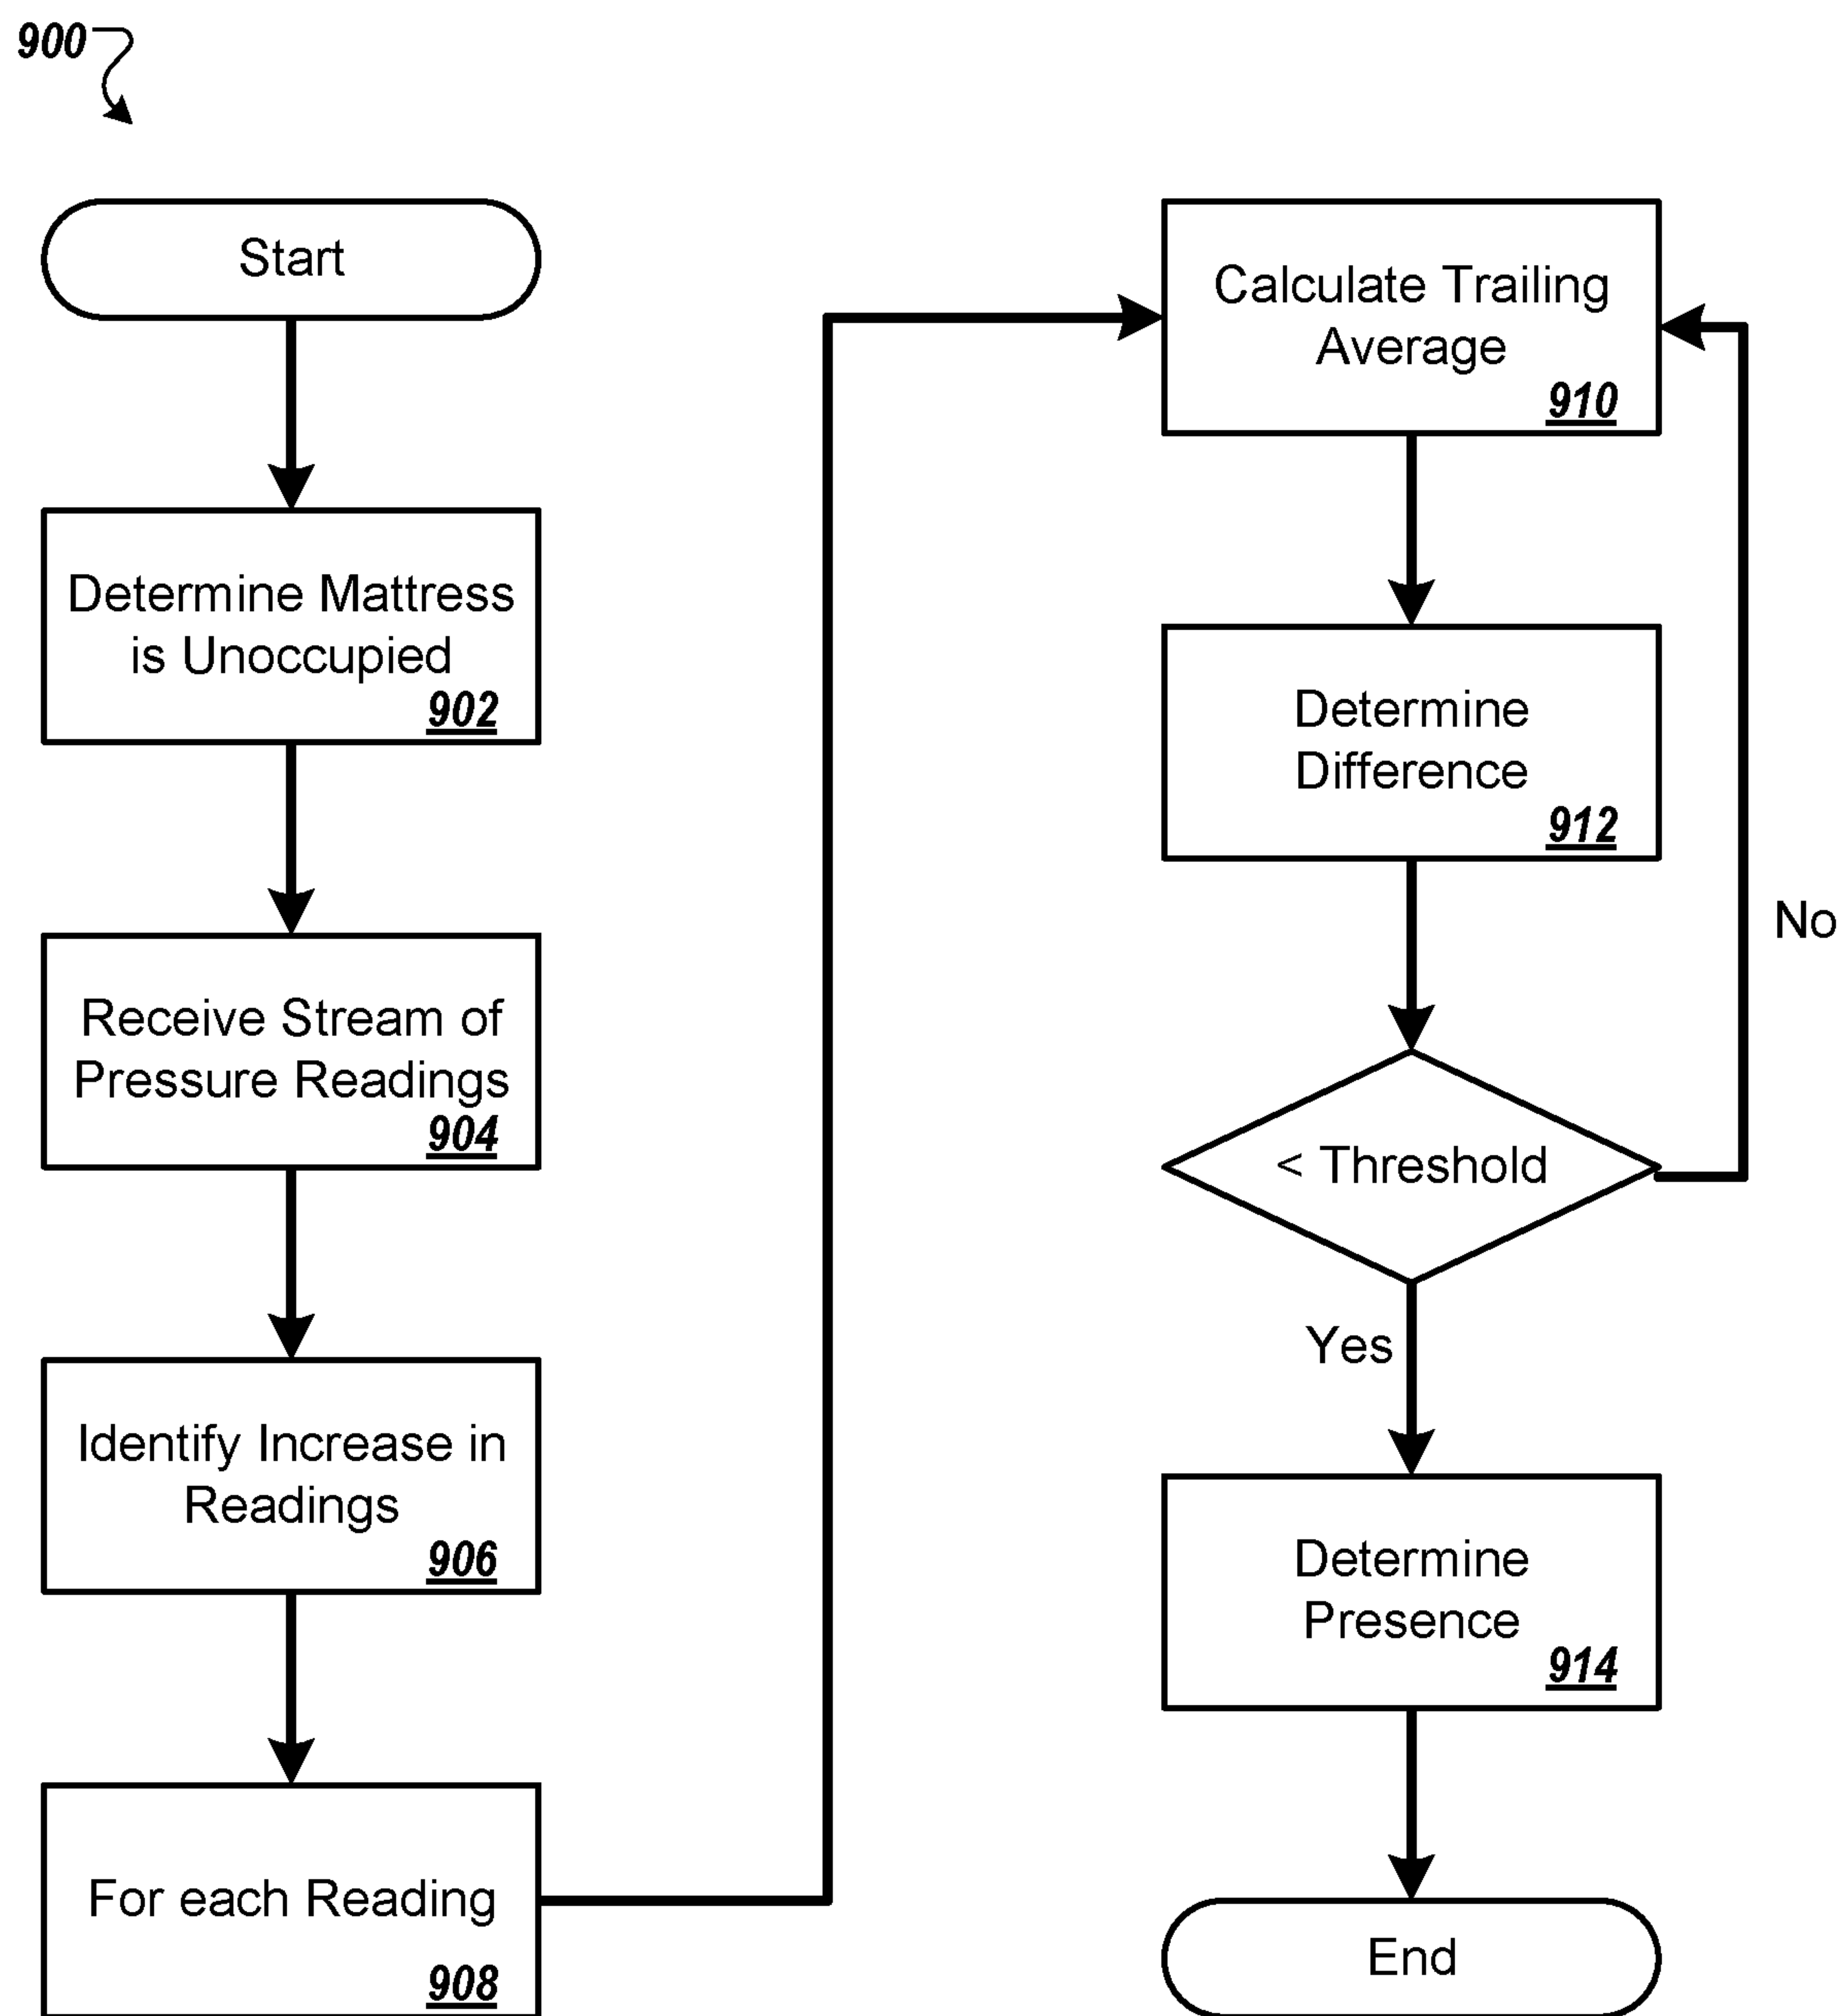 900
Start
Determine Mattress
is Unoccupied
902
Receive Stream of
Pressure Readings
904
Identify Increase in
Readings
906
For each Reading
908
Calculate Trailing
Average
910
Determine
Difference
912
No
< Threshold
Yes
Determine
Presence
914
End